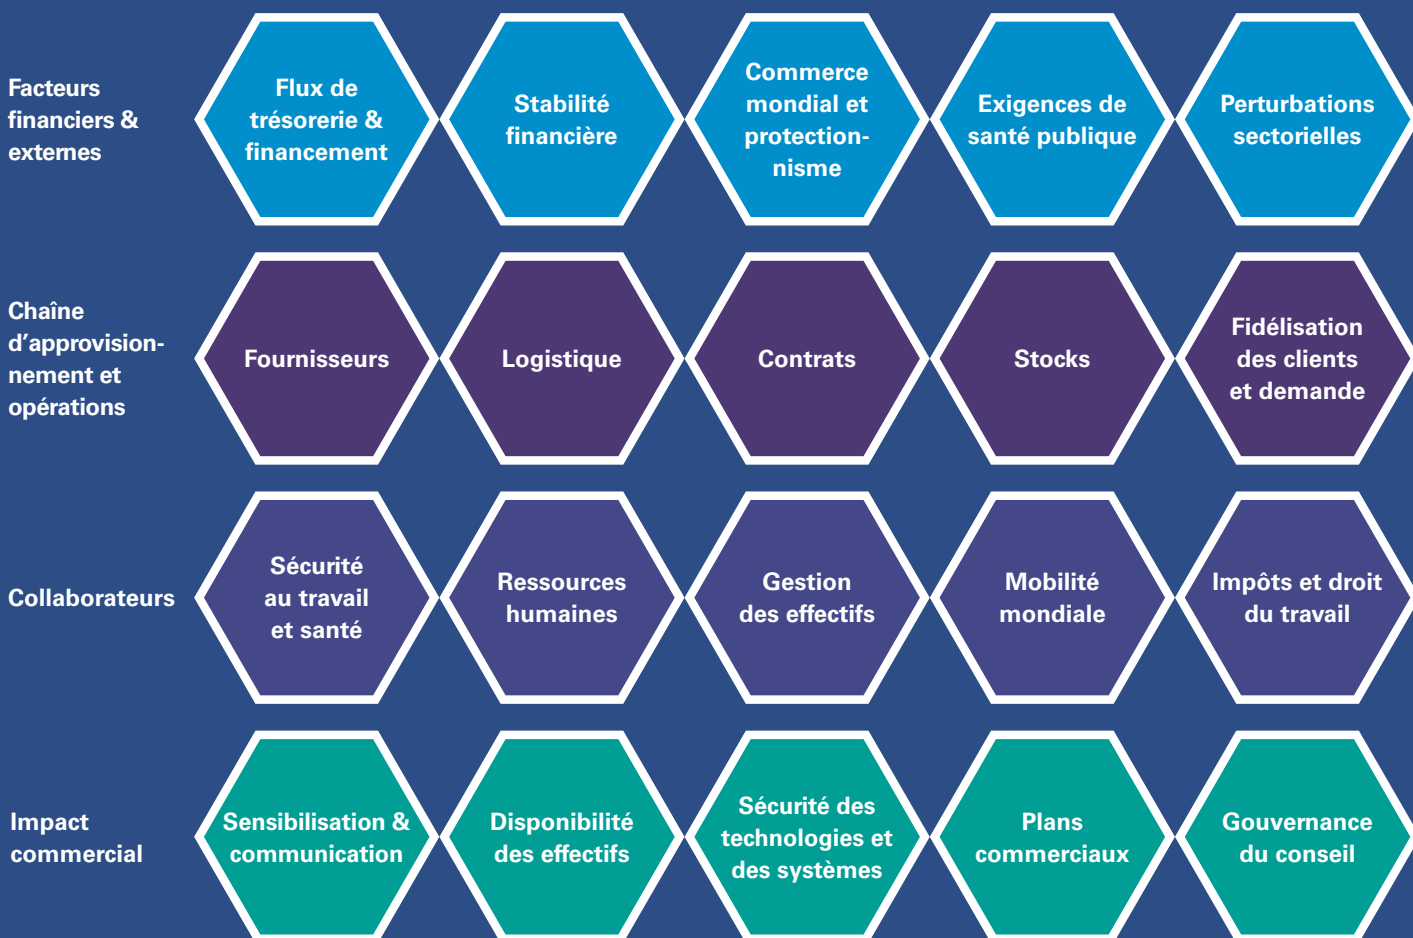 Facteurs
financiers &
externes
Flux de
trésorerie &
financement
Stabilité
financière
Commerce
mondial et
protection-
nisme
Exigences de
santé publique
Perturbations
sectorielles
Chaîne
d’approvision-
nement et
opérations
Fournisseurs
Logistique
Contrats
Stocks
Fidélisation
des clients
et demande
Collaborateurs
Sécurité
au travail
et santé
Ressources
humaines
Gestion
des effectifs
Mobilité
mondiale
Impôts et droit
du travail
Impact
commercial
Sensibilisation &
communication
Disponibilité
des effectifs
Sécurité des
technologies et
des systèmes
Plans
commerciaux
Gouvernance
du conseil